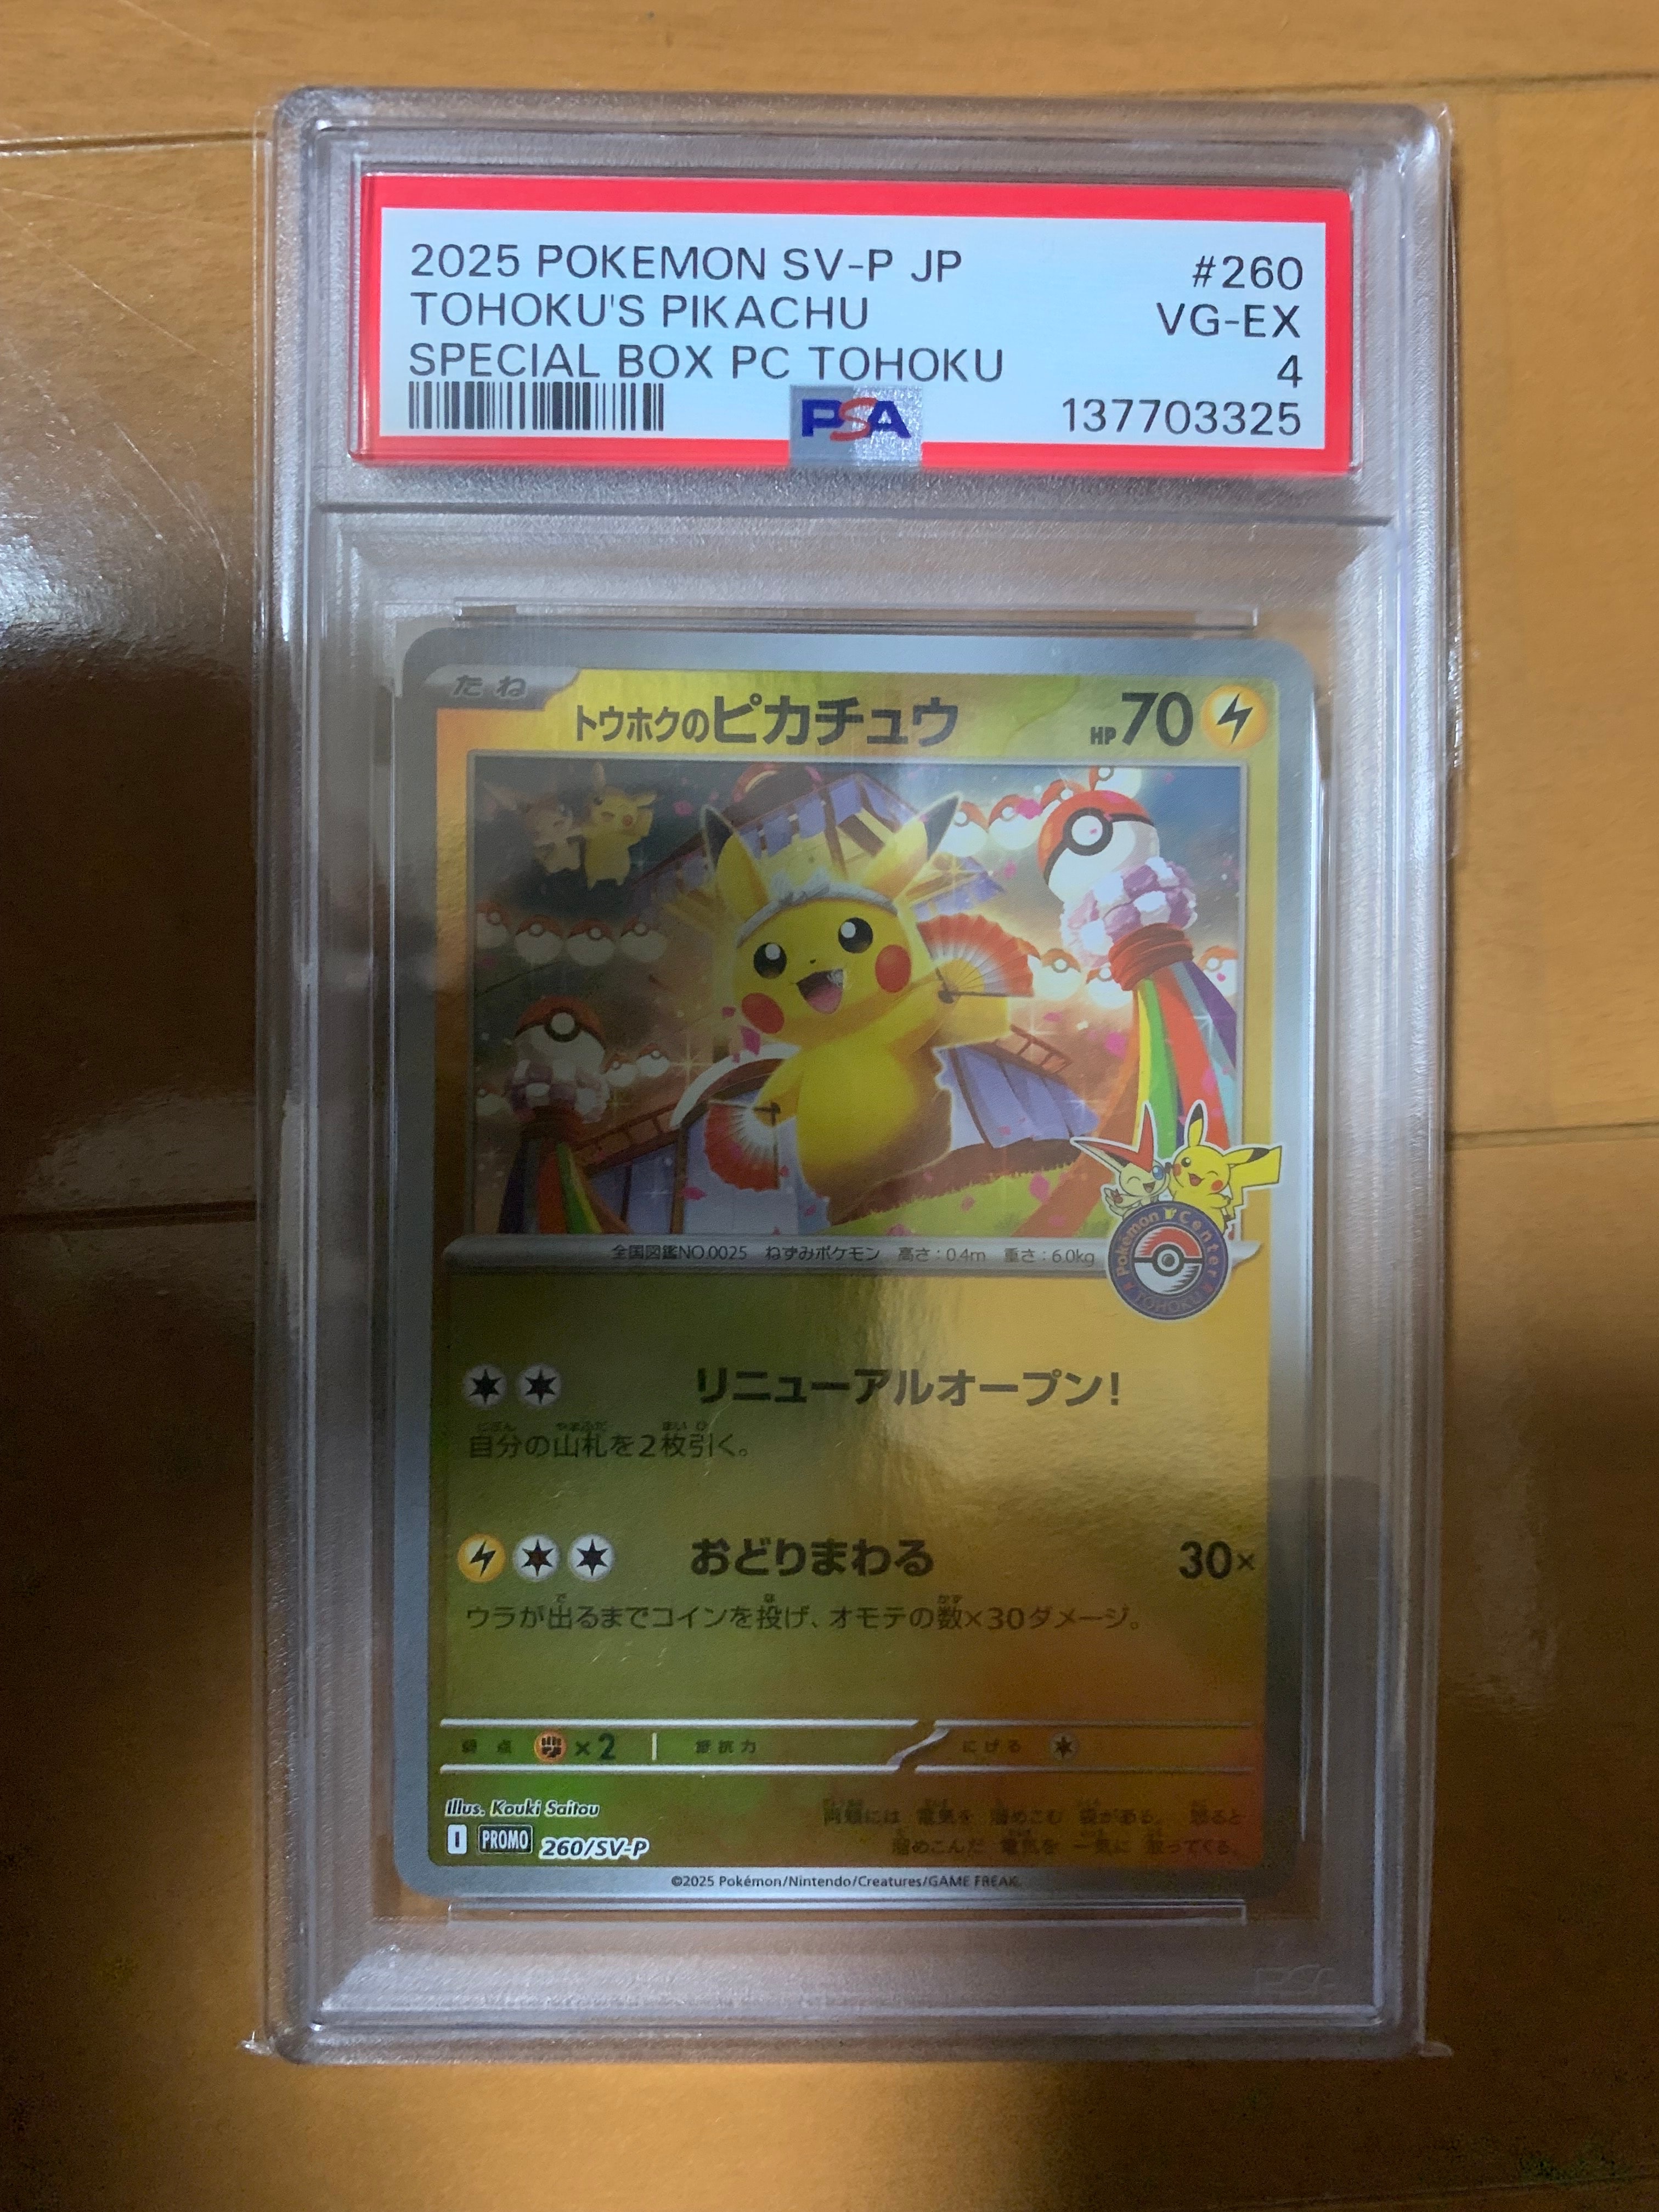 2025 POKEMON SV-P JP #260
TOHOKU'S PIKACHU VG-EX
SPECIAL BOX PC TOHOKU 4
PSA 137703325
たね
トウホクのピカチュウ HP 70
全国図鑑NO.0025 ねずみポケモン 高さ:0.4m 重さ:6.0kg
Pokémon Center
TOHOKU
リニューアルオープン!
自分の山札を2枚引く。
おどりまわる 30×
ウラが出るまでコインを投げ、オモテの数×30ダメージ。
弱点 ×2 抵抗力 にげる
Illus. Kouki Saitou
両頬には 電気を 溜めこむ 袋がある。 怒ると
I PROMO 260/SV-P
溜めこんだ 電気を 一気に 放ってくる。
©2025 Pokémon/Nintendo/Creatures/GAME FREAK.
PSA